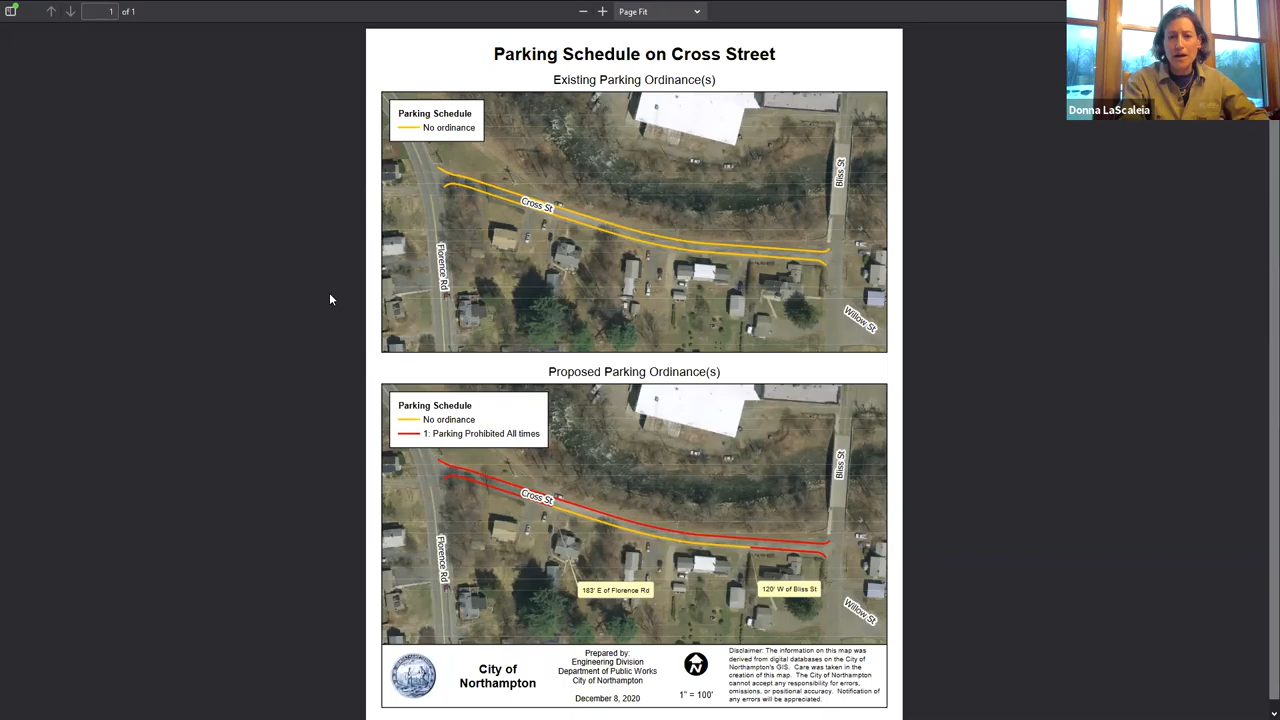 1
of 1
Page Fit
Donna LaScaleia
Parking Schedule on Cross Street
Existing Parking Ordinance(s)
Parking Schedule
No ordinance
Cross St
Bliss St
Florence Rd
Willow St
Proposed Parking Ordinance(s)
Parking Schedule
No ordinance
1: Parking Prohibited All times
Cross St
Bliss St
Florence Rd
183' E of Florence Rd
120' W of Bliss St
Willow St
City of
Northampton
Prepared by:
Engineering Division
Department of Public Works
City of Northampton
December 8, 2020
N
1" = 100'
Disclaimer: The information on this map was
derived from digital databases on the City of
Northampton's GIS. Care was taken in the
creation of this map. The City of Northampton
cannot accept any responsibility for errors,
omissions, or positional accuracy. Notification of
any errors will be appreciated.